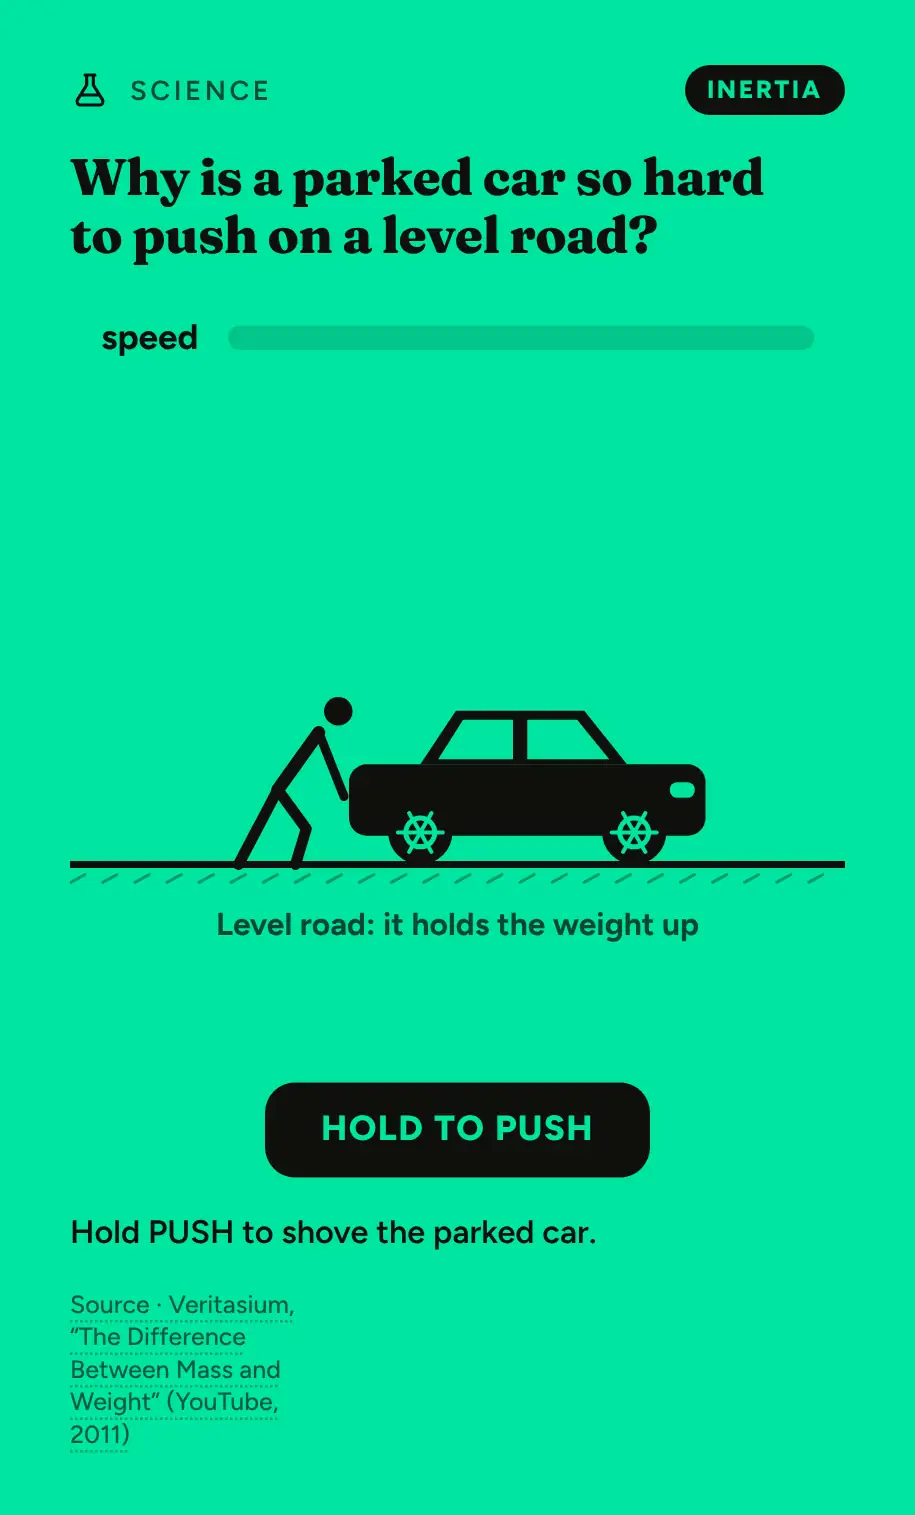 SCIENCE
INERTIA
Why is a parked car so hard
to push on a level road?
speed
Level road: it holds the weight up
HOLD TO PUSH
Hold PUSH to shove the parked car.
Source · Veritasium,
“The Difference
Between Mass and
Weight” (YouTube,
2011)